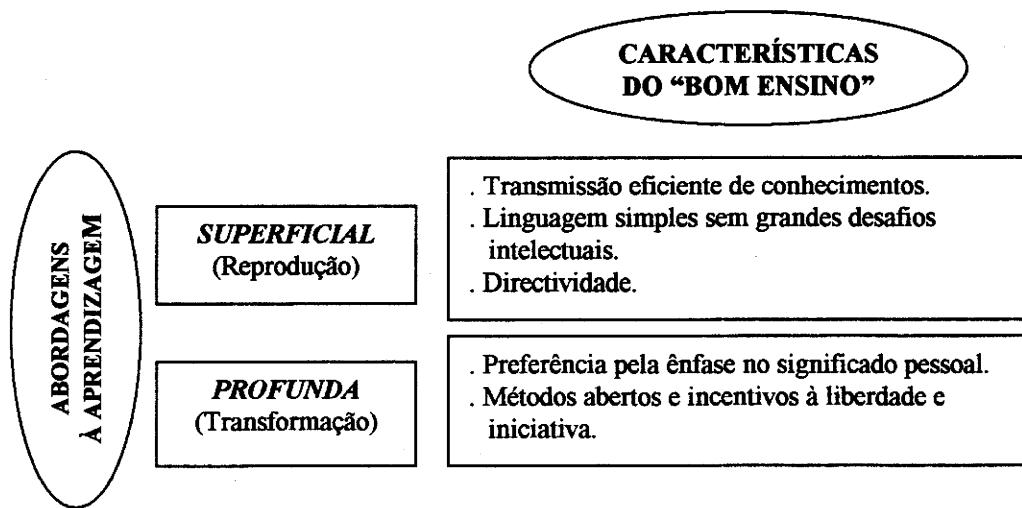 CARACTERÍSTICAS
DO “BOM ENSINO”
ABORDAGENS
À APRENDIZAGEM
SUPERFICIAL
(Reprodução)
. Transmissão eficiente de conhecimentos.
. Linguagem simples sem grandes desafios
intelectuais.
. Directividade.
PROFUNDA
(Transformação)
. Preferência pela ênfase no significado pessoal.
. Métodos abertos e incentivos à liberdade e
iniciativa.